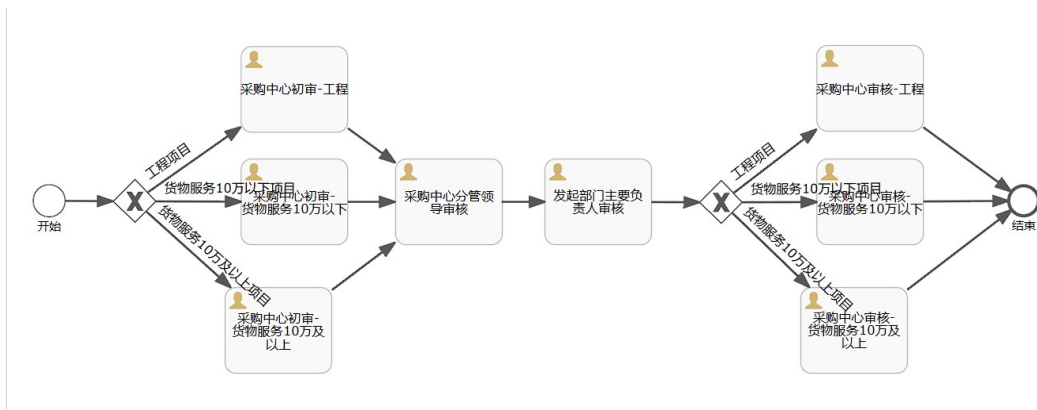 开始
X
工程项目
货物服务10万以下项目
货物服务10万及以上项目
采购中心初审-工程
采购中心初审-
货物服务10万以下
采购中心初审-
货物服务10万及
以上
采购中心分管领
导审核
发起部门主要负
责人审核
X
工程项目
货物服务10万以下项目
货物服务10万及以上项目
采购中心审核-工程
采购中心审核-
货物服务10万以下
采购中心审核-
货物服务10万及
以上
结束